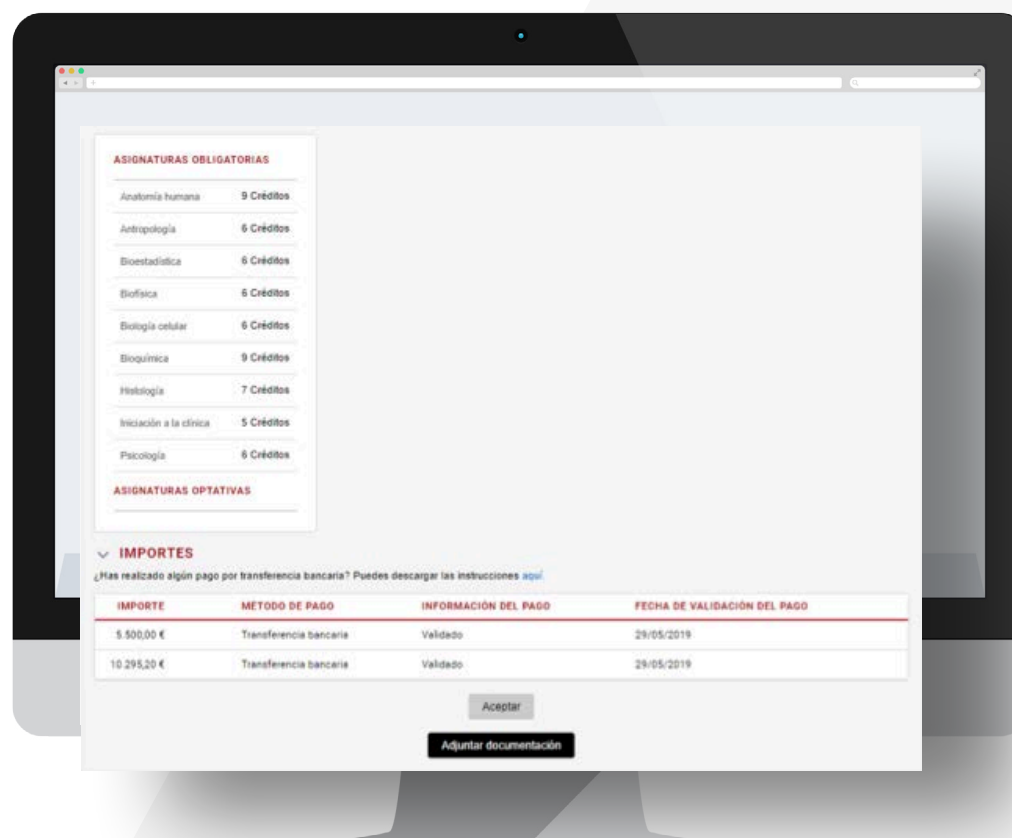 ASIGNATURAS OBLIGATORIAS
Anatomía humana 9 Créditos
Antropología 6 Créditos
Bioestadística 6 Créditos
Biofísica 6 Créditos
Biología celular 6 Créditos
Bioquímica 9 Créditos
Histología 7 Créditos
Iniciación a la clínica 5 Créditos
Psicología 6 Créditos
ASIGNATURAS OPTATIVAS
IMPORTES
¿Has realizado algún pago por transferencia bancaria? Puedes descargar las instrucciones aquí
IMPORTE MÉTODO DE PAGO INFORMACIÓN DEL PAGO FECHA DE VALIDACIÓN DEL PAGO
5.500,00 € Transferencia bancaria Validado 29/05/2019
10.295,20 € Transferencia bancaria Validado 29/05/2019
Aceptar
Adjuntar documentación